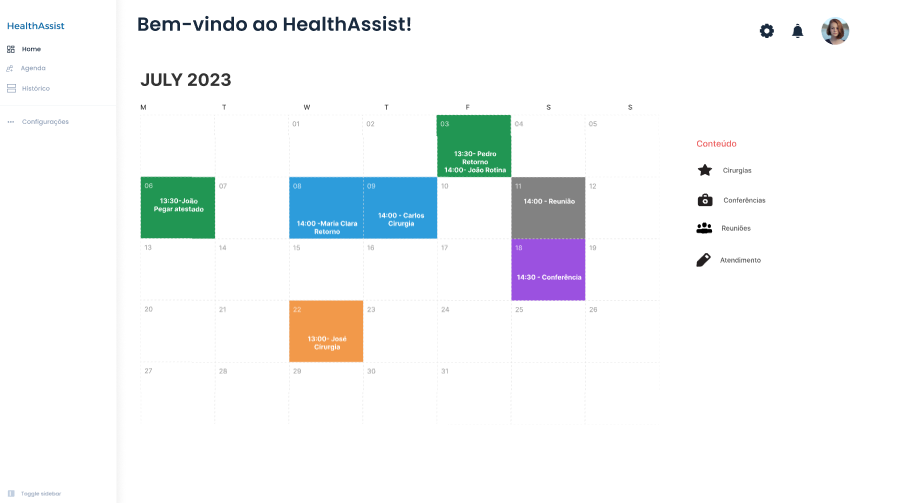 HealthAssist
Bem-vindo ao HealthAssist!
Home
Agenda
Histórico
Configurações
JULY 2023
M T W T F S S
01 02 03 04 05
13:30- Pedro
Retorno
14:00- João Rotina
06 07 08 09 10 11 12
13:30-João
Pegar atestado
14:00 -Maria Clara
Retorno
14:00 - Carlos
Cirurgia
14:00 - Reunião
13 14 15 16 17 18 19
14:30 - Conferência
20 21 22 23 24 25 26
13:00- José
Cirurgia
27 28 29 30 31
Conteúdo
Cirurgias
Conferências
Reuniões
Atendimento
Toggle sidebar